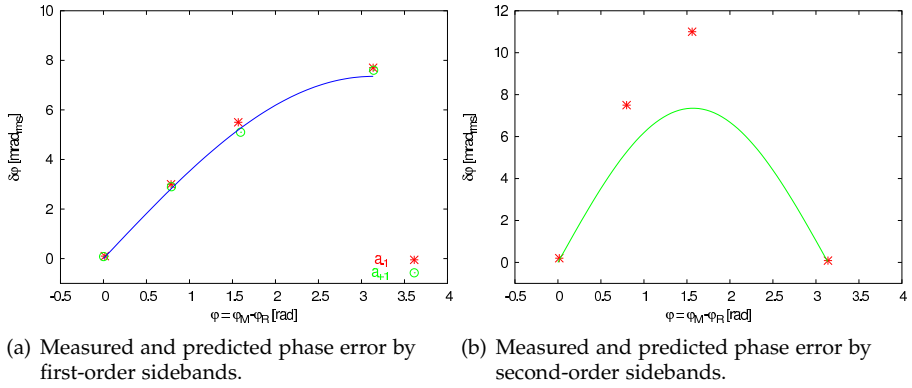 10
8
6
4
2
0
δφ [mrad_rms]
a_-1
a_+1
-0.5 0 0.5 1 1.5 2 2.5 3 3.5 4
φ = φ_M-φ_R [rad]
12
10
8
6
4
2
0
δφ [mrad_rms]
-0.5 0 0.5 1 1.5 2 2.5 3 3.5 4
φ = φ_M-φ_R [rad]
(a) Measured and predicted phase error by
first-order sidebands.
(b) Measured and predicted phase error by
second-order sidebands.